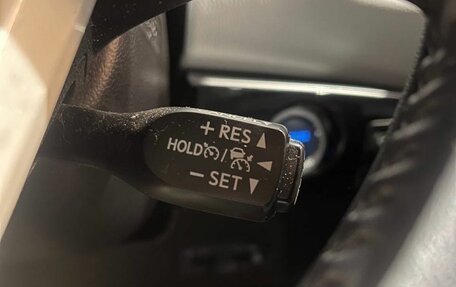 + RES ▲
HOLD / ◀
− SET ▼